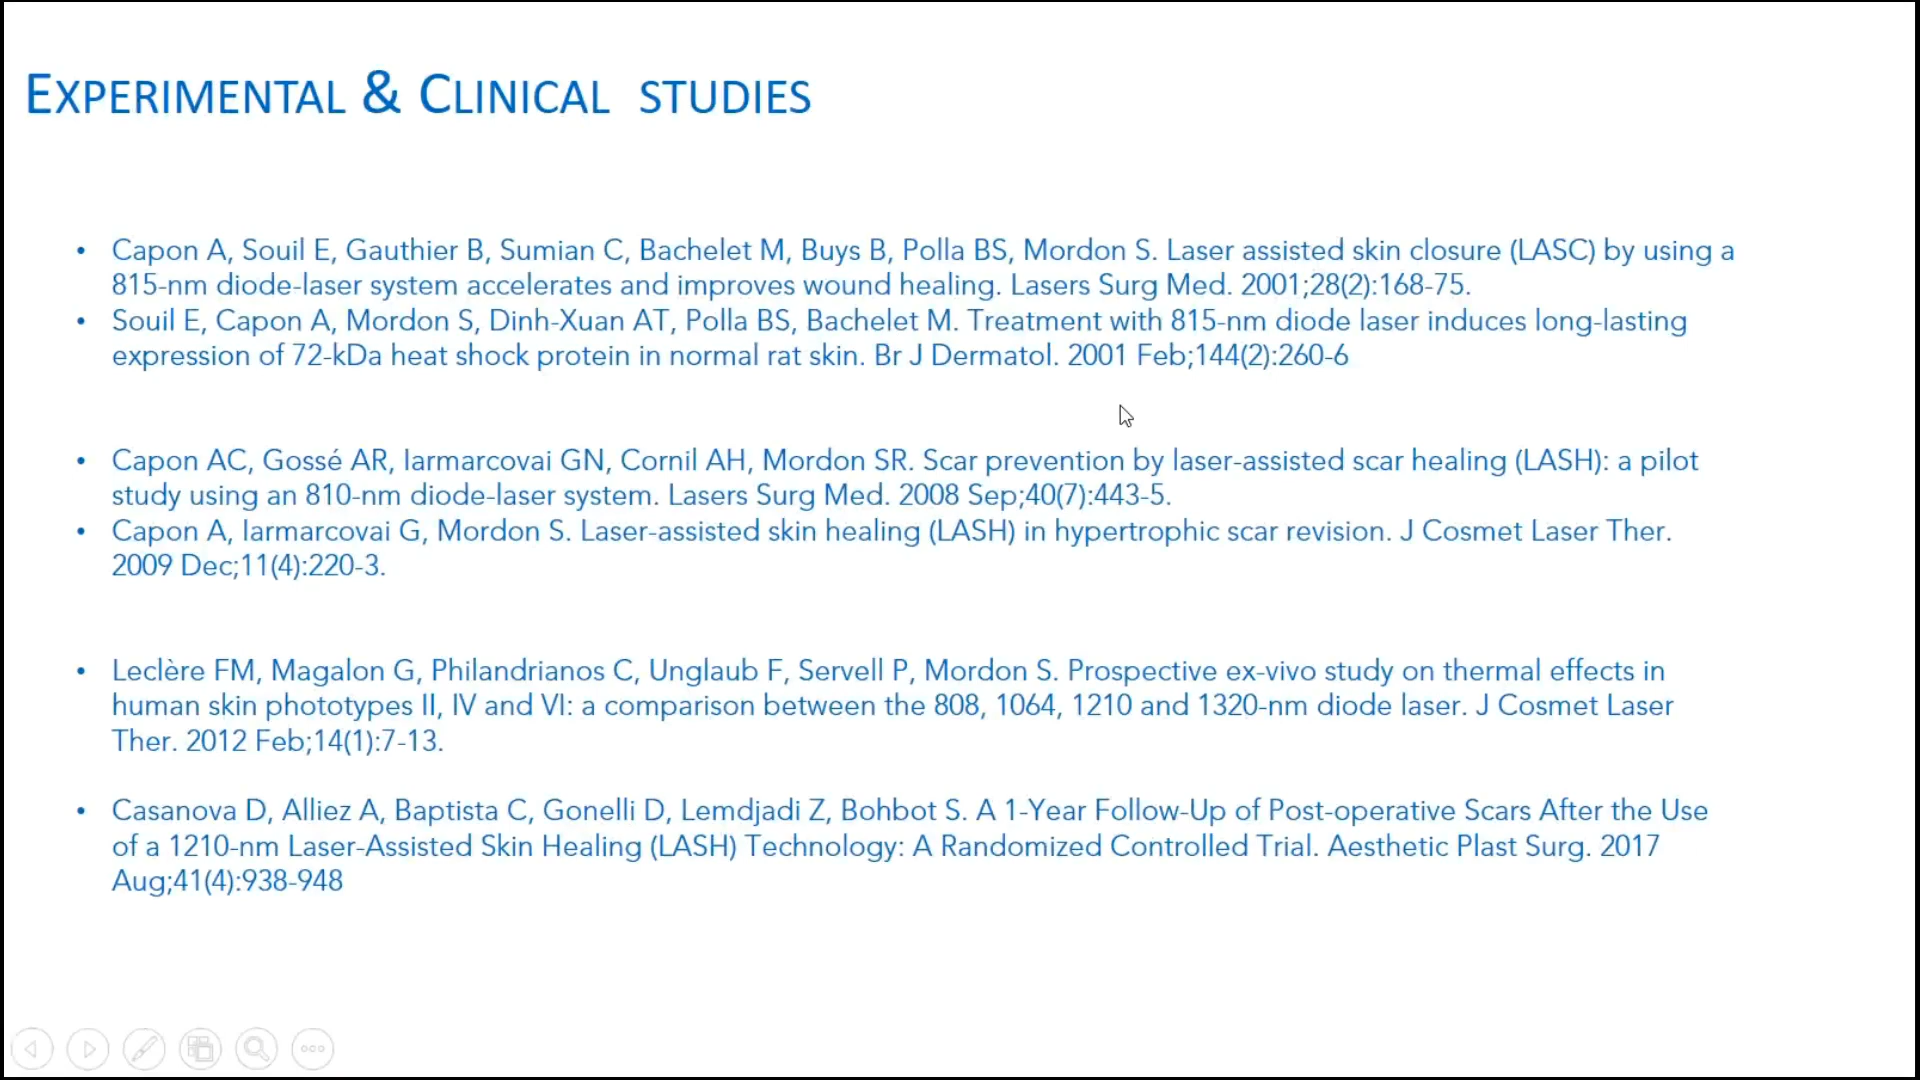 EXPERIMENTAL & CLINICAL STUDIES
• Capon A, Souil E, Gauthier B, Sumian C, Bachelet M, Buys B, Polla BS, Mordon S. Laser assisted skin closure (LASC) by using a
815-nm diode-laser system accelerates and improves wound healing. Lasers Surg Med. 2001;28(2):168-75.
• Souil E, Capon A, Mordon S, Dinh-Xuan AT, Polla BS, Bachelet M. Treatment with 815-nm diode laser induces long-lasting
expression of 72-kDa heat shock protein in normal rat skin. Br J Dermatol. 2001 Feb;144(2):260-6
• Capon AC, Gossé AR, Iarmarcovai GN, Cornil AH, Mordon SR. Scar prevention by laser-assisted scar healing (LASH): a pilot
study using an 810-nm diode-laser system. Lasers Surg Med. 2008 Sep;40(7):443-5.
• Capon A, Iarmarcovai G, Mordon S. Laser-assisted skin healing (LASH) in hypertrophic scar revision. J Cosmet Laser Ther.
2009 Dec;11(4):220-3.
• Leclère FM, Magalon G, Philandrianos C, Unglaub F, Servell P, Mordon S. Prospective ex-vivo study on thermal effects in
human skin phototypes II, IV and VI: a comparison between the 808, 1064, 1210 and 1320-nm diode laser. J Cosmet Laser
Ther. 2012 Feb;14(1):7-13.
• Casanova D, Alliez A, Baptista C, Gonelli D, Lemdjadi Z, Bohbot S. A 1-Year Follow-Up of Post-operative Scars After the Use
of a 1210-nm Laser-Assisted Skin Healing (LASH) Technology: A Randomized Controlled Trial. Aesthetic Plast Surg. 2017
Aug;41(4):938-948